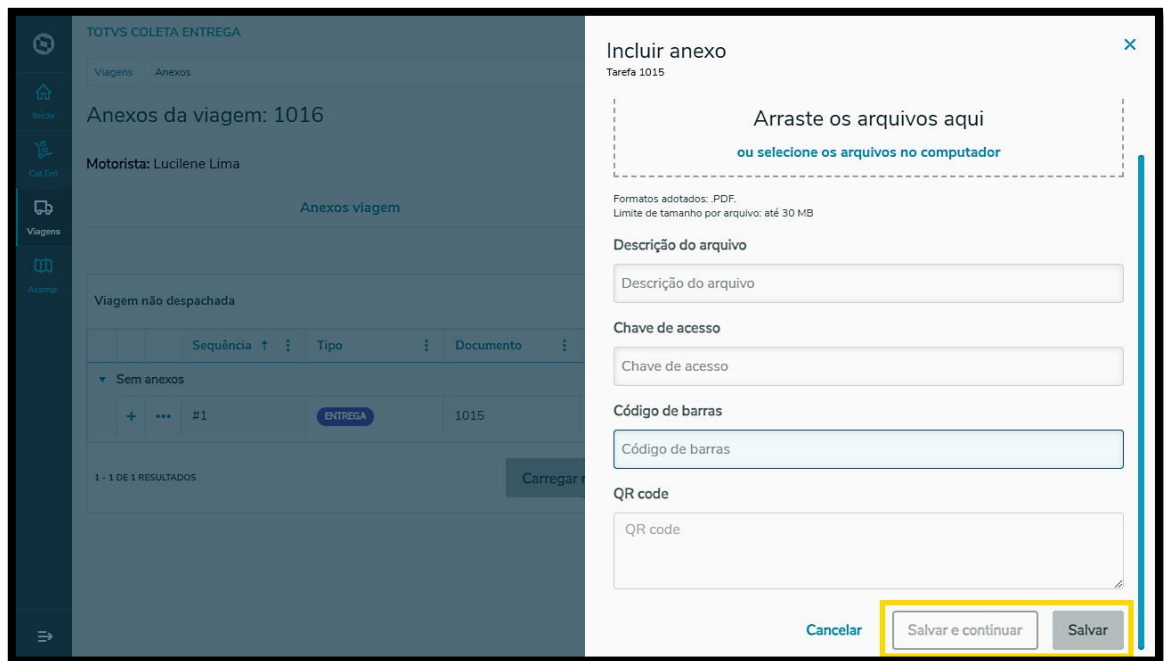 TOTVS COLETA ENTREGA
Viagens Anexos
Anexos da viagem: 1016
Motorista: Lucilene Lima
Anexos viagem
Viagem não despachada
Sequência Tipo Documento
Sem anexos
#1 ENTREGA 1015
1 - 1 DE 1 RESULTADOS
Carregar
Início
Col.Ent
Viagens
Acomp.
Incluir anexo
Tarefa 1015
Arraste os arquivos aqui
ou selecione os arquivos no computador
Formatos adotados: .PDF.
Limite de tamanho por arquivo: até 30 MB
Descrição do arquivo
Descrição do arquivo
Chave de acesso
Chave de acesso
Código de barras
Código de barras
QR code
QR code
Cancelar Salvar e continuar Salvar